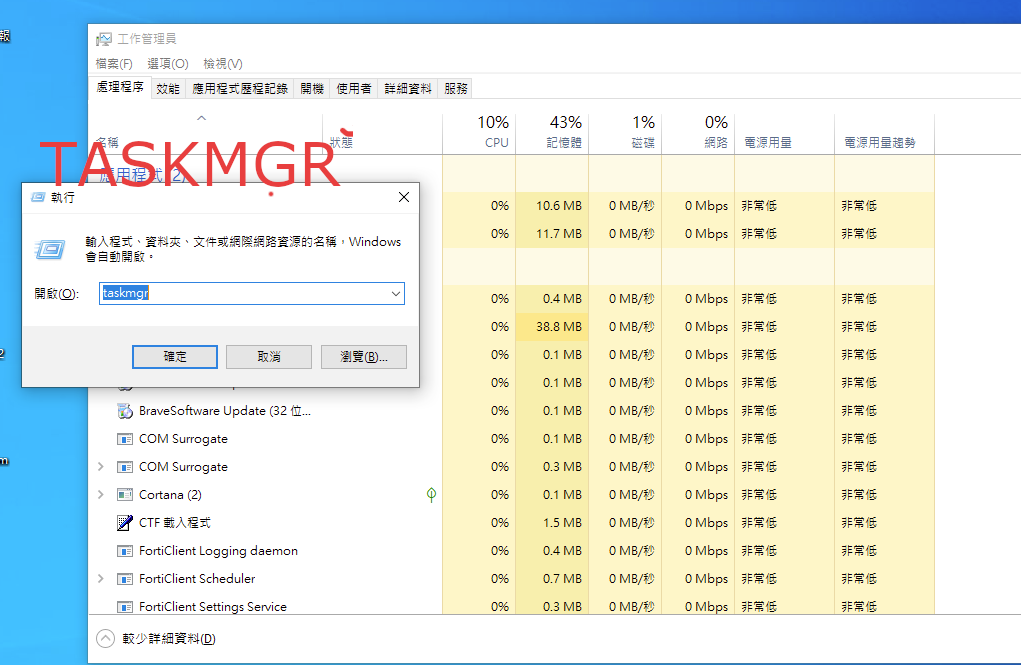 報
工作管理員
檔案(F) 選項(O) 檢視(V)
處理程序 效能 應用程式歷程記錄 開機 使用者 詳細資料 服務
10% 43% 1% 0%
名稱 狀態 CPU 記憶體 磁碟 網路 電源用量 電源用量趨勢
TASKMGR
應用程式 (2)
執行
輸入程式、資料夾、文件或網際網路資源的名稱，Windows
會自動開啟。
開啟(O): taskmgr
確定 取消 瀏覽(B)...
0% 10.6 MB 0 MB/秒 0 Mbps 非常低 非常低
0% 11.7 MB 0 MB/秒 0 Mbps 非常低 非常低
0% 0.4 MB 0 MB/秒 0 Mbps 非常低 非常低
0% 38.8 MB 0 MB/秒 0 Mbps 非常低 非常低
2
0% 0.1 MB 0 MB/秒 0 Mbps 非常低 非常低
0% 0.1 MB 0 MB/秒 0 Mbps 非常低 非常低
BraveSoftware Update (32 位... 0% 0.1 MB 0 MB/秒 0 Mbps 非常低 非常低
COM Surrogate 0% 0.1 MB 0 MB/秒 0 Mbps 非常低 非常低
m
COM Surrogate 0% 0.3 MB 0 MB/秒 0 Mbps 非常低 非常低
Cortana (2) 0% 0.1 MB 0 MB/秒 0 Mbps 非常低 非常低
CTF 載入程式 0% 1.5 MB 0 MB/秒 0 Mbps 非常低 非常低
FortiClient Logging daemon 0% 0.4 MB 0 MB/秒 0 Mbps 非常低 非常低
FortiClient Scheduler 0% 0.7 MB 0 MB/秒 0 Mbps 非常低 非常低
FortiClient Settings Service 0% 0.3 MB 0 MB/秒 0 Mbps 非常低 非常低
較少詳細資料(D)